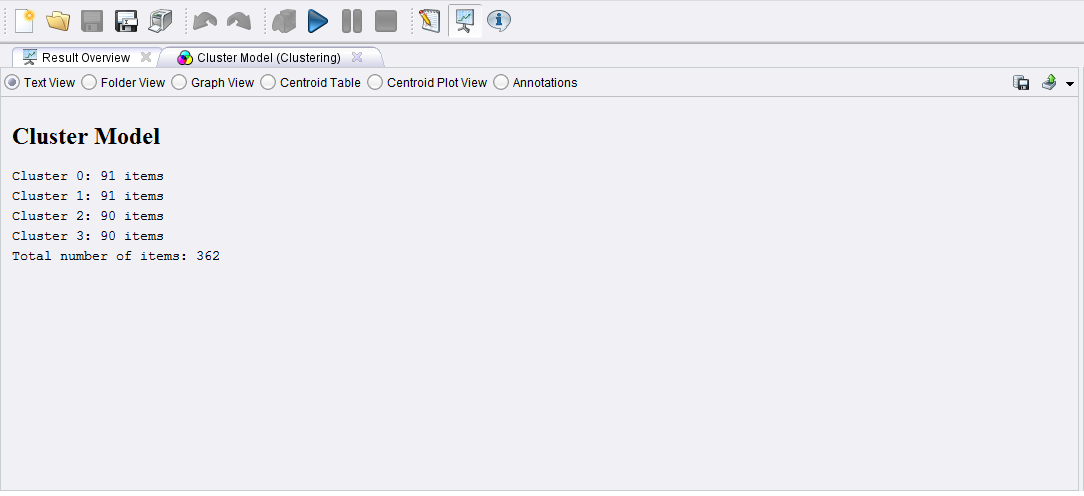 Result Overview Cluster Model (Clustering)
Text View Folder View Graph View Centroid Table Centroid Plot View Annotations
Cluster Model
Cluster 0: 91 items
Cluster 1: 91 items
Cluster 2: 90 items
Cluster 3: 90 items
Total number of items: 362